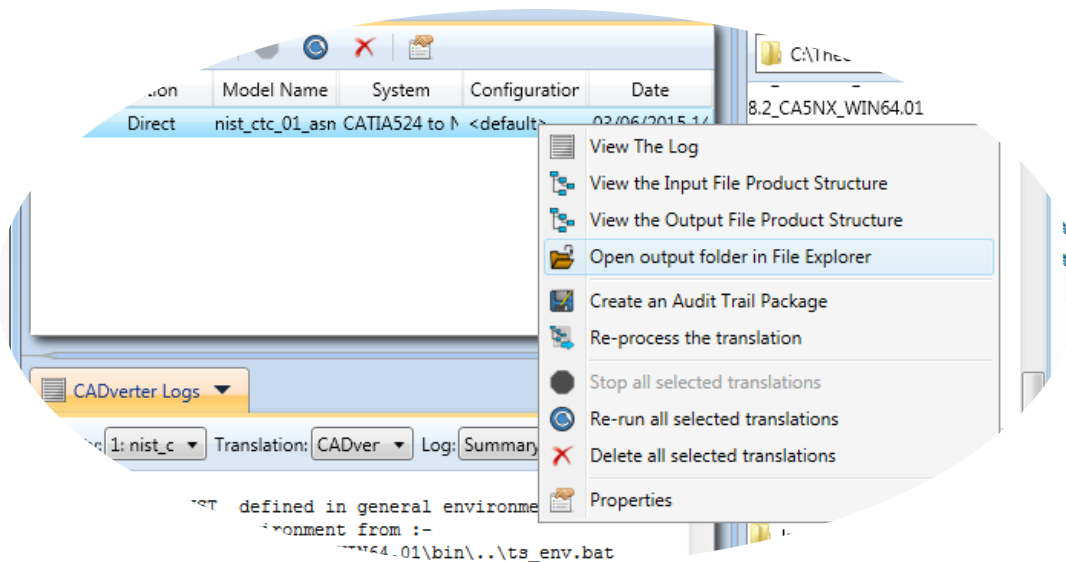 C:\
Model Name System Configuration Date
8.2_CA5NX_WIN64.01
Direct nist_ctc_01_asn CATIA524 to N <default> 03/06/2015 14
View The Log
View the Input File Product Structure
View the Output File Product Structure
Open output folder in File Explorer
Create an Audit Trail Package
Re-process the translation
Stop all selected translations
CADverter Logs
Re-run all selected translations
1: nist_c Translation: CADver Log: Summary
Delete all selected translations
Properties
defined in general environme
ironment from :-
WIN64.01\bin\..\ts_env.bat